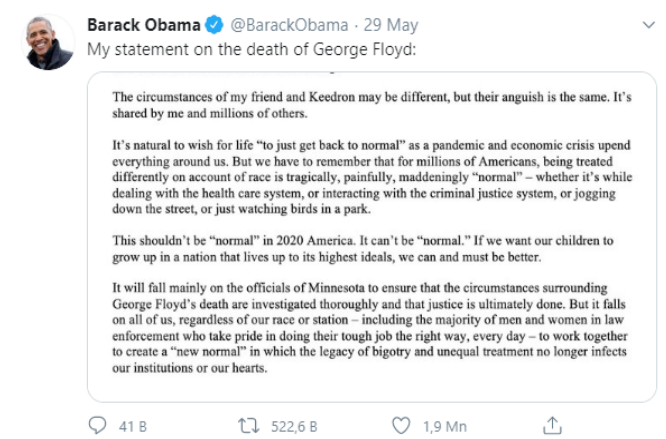 Barack Obama @BarackObama · 29 May
My statement on the death of George Floyd:
The circumstances of my friend and Keedron may be different, but their anguish is the same. It's
shared by me and millions of others.
It's natural to wish for life “to just get back to normal” as a pandemic and economic crisis upend
everything around us. But we have to remember that for millions of Americans, being treated
differently on account of race is tragically, painfully, maddeningly “normal” – whether it's while
dealing with the health care system, or interacting with the criminal justice system, or jogging
down the street, or just watching birds in a park.
This shouldn't be “normal” in 2020 America. It can't be “normal.” If we want our children to
grow up in a nation that lives up to its highest ideals, we can and must be better.
It will fall mainly on the officials of Minnesota to ensure that the circumstances surrounding
George Floyd's death are investigated thoroughly and that justice is ultimately done. But it falls
on all of us, regardless of our race or station – including the majority of men and women in law
enforcement who take pride in doing their tough job the right way, every day – to work together
to create a “new normal” in which the legacy of bigotry and unequal treatment no longer infects
our institutions or our hearts.
41 B 522,6 B 1,9 Mn